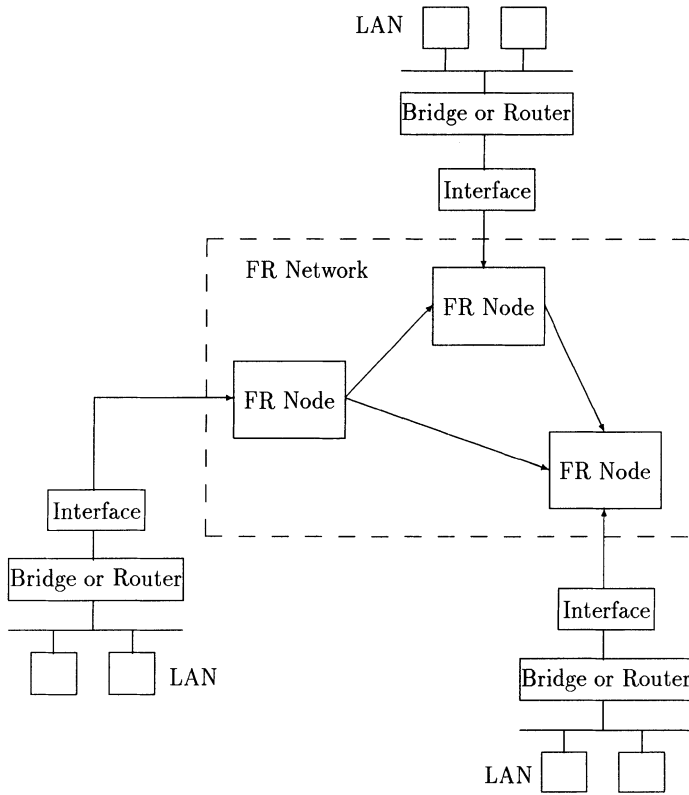 LAN
Bridge or Router
Interface
FR Network
FR Node
FR Node
FR Node
Interface
Bridge or Router
LAN
Interface
Bridge or Router
LAN